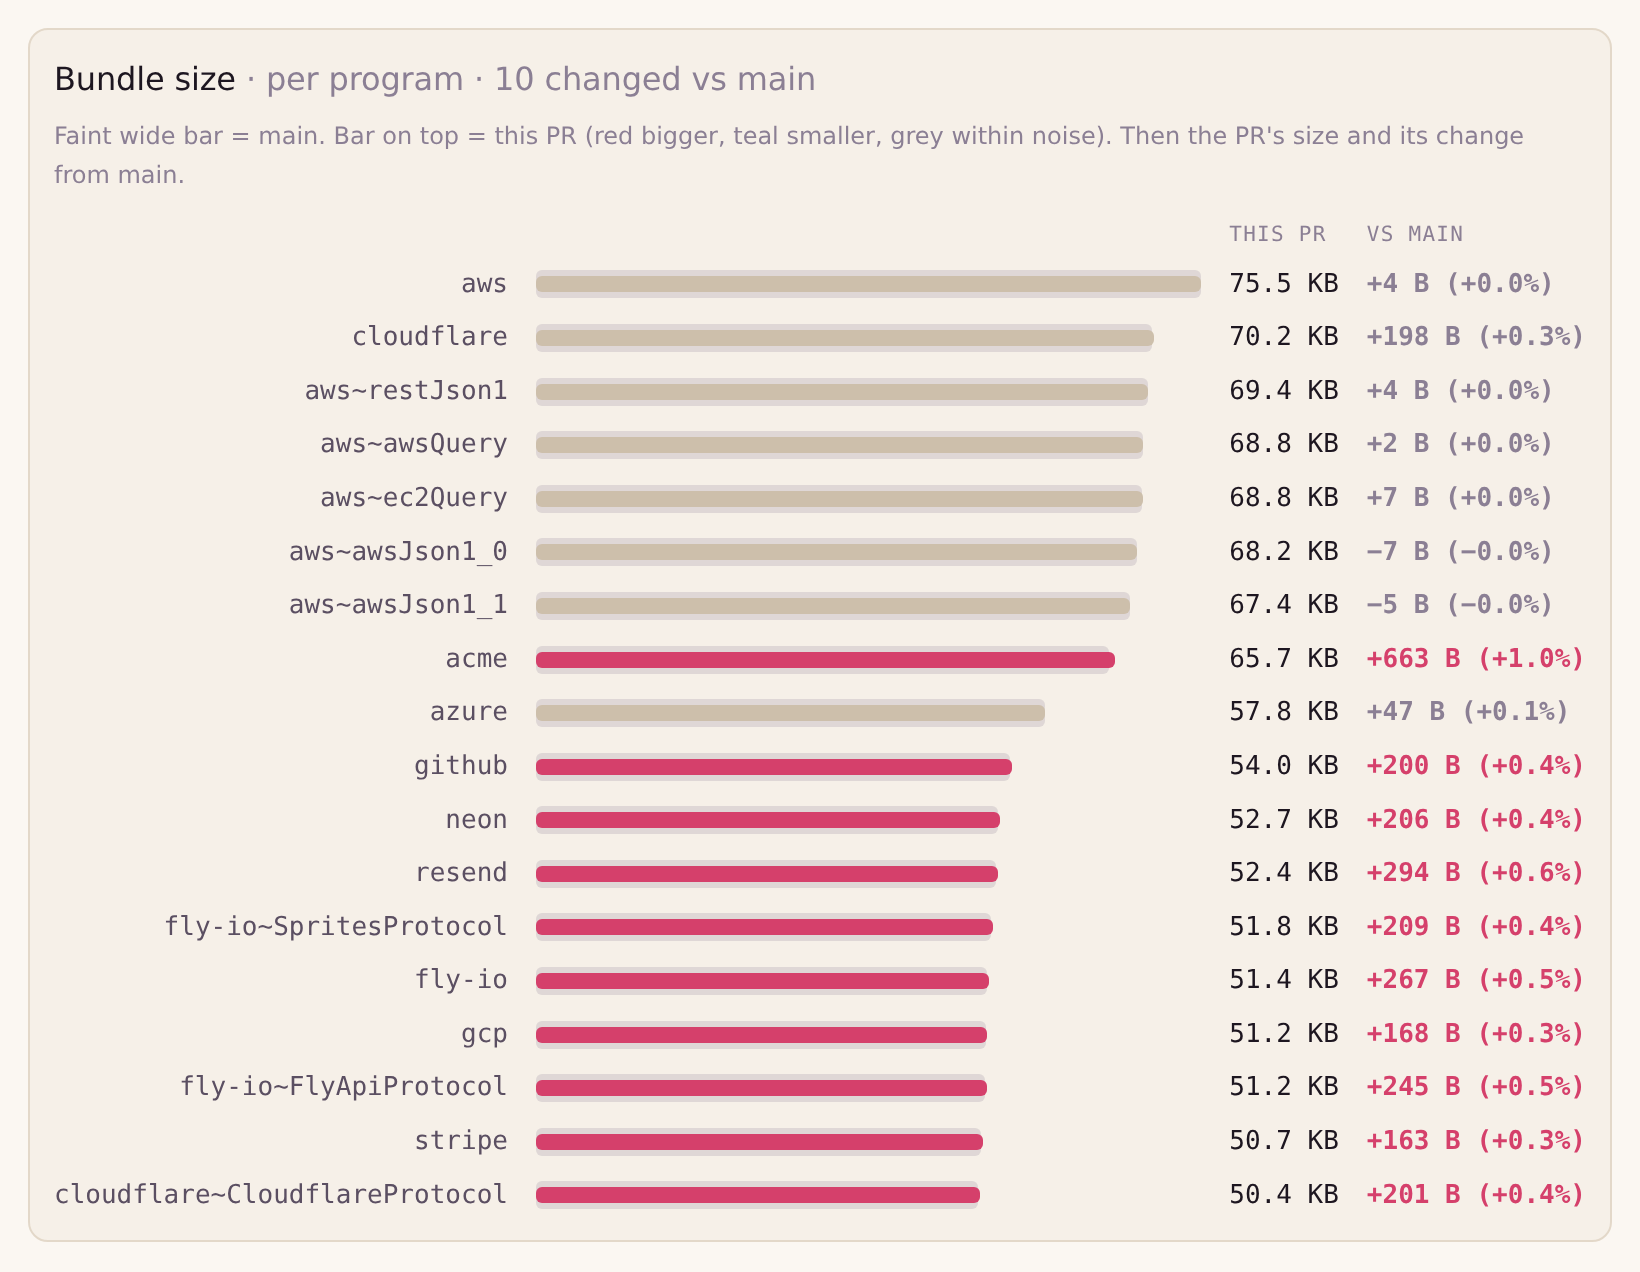 Bundle size · per program · 10 changed vs main
Faint wide bar = main. Bar on top = this PR (red bigger, teal smaller, grey within noise). Then the PR's size and its change
from main.
THIS PR VS MAIN
aws 75.5 KB +4 B (+0.0%)
cloudflare 70.2 KB +198 B (+0.3%)
aws~restJson1 69.4 KB +4 B (+0.0%)
aws~awsQuery 68.8 KB +2 B (+0.0%)
aws~ec2Query 68.8 KB +7 B (+0.0%)
aws~awsJson1_0 68.2 KB −7 B (−0.0%)
aws~awsJson1_1 67.4 KB −5 B (−0.0%)
acme 65.7 KB +663 B (+1.0%)
azure 57.8 KB +47 B (+0.1%)
github 54.0 KB +200 B (+0.4%)
neon 52.7 KB +206 B (+0.4%)
resend 52.4 KB +294 B (+0.6%)
fly-io~SpritesProtocol 51.8 KB +209 B (+0.4%)
fly-io 51.4 KB +267 B (+0.5%)
gcp 51.2 KB +168 B (+0.3%)
fly-io~FlyApiProtocol 51.2 KB +245 B (+0.5%)
stripe 50.7 KB +163 B (+0.3%)
cloudflare~CloudflareProtocol 50.4 KB +201 B (+0.4%)